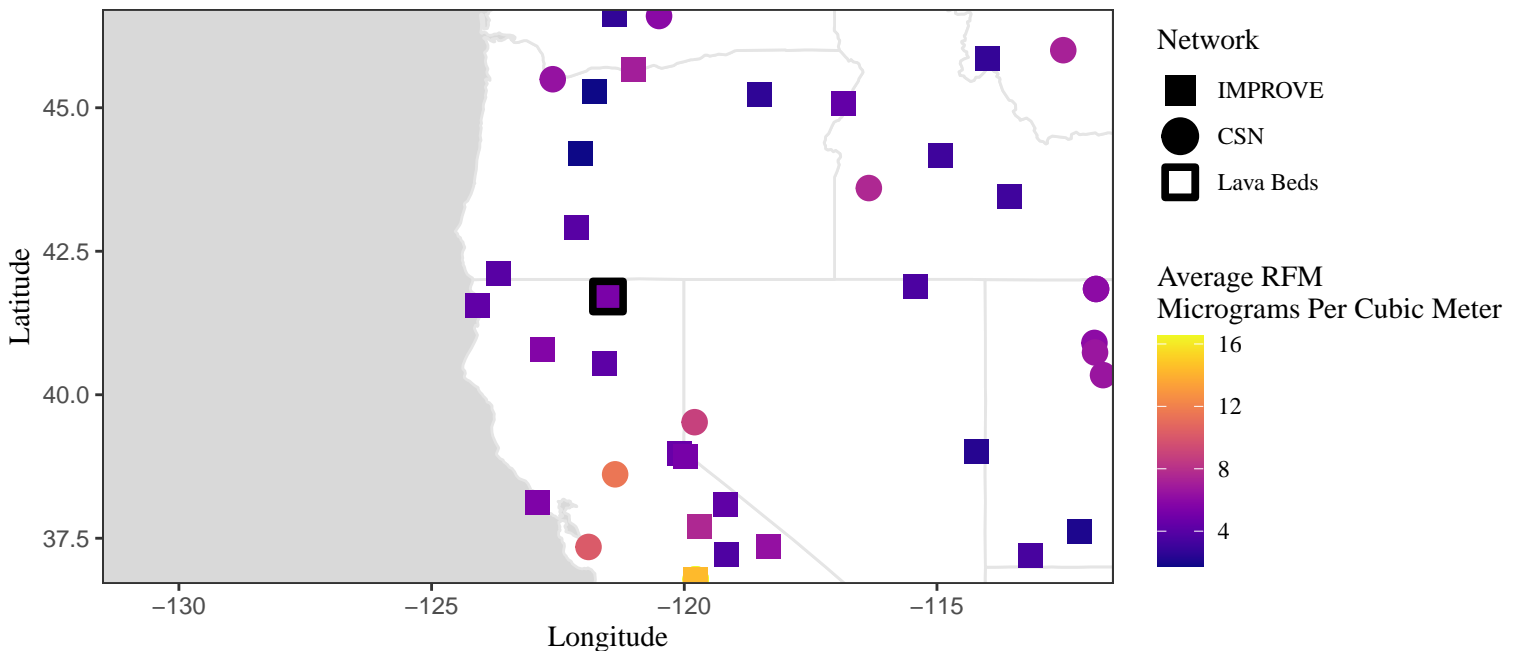 45.0
42.5
40.0
37.5
Latitude
−130
−125
−120
−115
Longitude
Network
IMPROVE
CSN
Lava Beds
Average RFM
Micrograms Per Cubic Meter
16
12
8
4